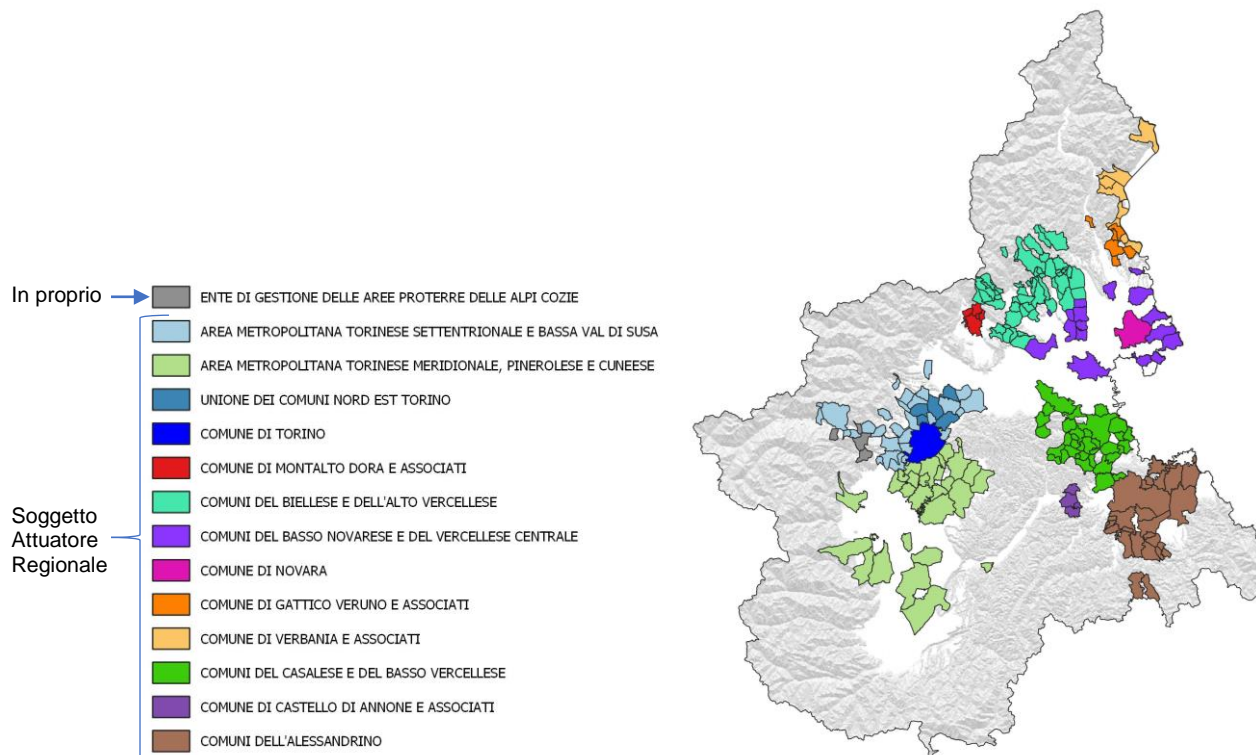 In proprio
ENTE DI GESTIONE DELLE AREE PROTERRE DELLE ALPI COZIE
AREA METROPOLITANA TORINESE SETTENTRIONALE E BASSA VAL DI SUSA
AREA METROPOLITANA TORINESE MERIDIONALE, PINEROLESE E CUNEESE
UNIONE DEI COMUNI NORD EST TORINO
COMUNE DI TORINO
COMUNE DI MONTALTO DORA E ASSOCIATI
COMUNI DEL BIELLESE E DELL'ALTO VERCELLESE
Soggetto
Attuatore
Regionale
COMUNI DEL BASSO NOVARESE E DEL VERCELLESE CENTRALE
COMUNE DI NOVARA
COMUNE DI GATTICO VERUNO E ASSOCIATI
COMUNE DI VERBANIA E ASSOCIATI
COMUNI DEL CASALESE E DEL BASSO VERCELLESE
COMUNE DI CASTELLO DI ANNONE E ASSOCIATI
COMUNI DELL'ALESSANDRINO